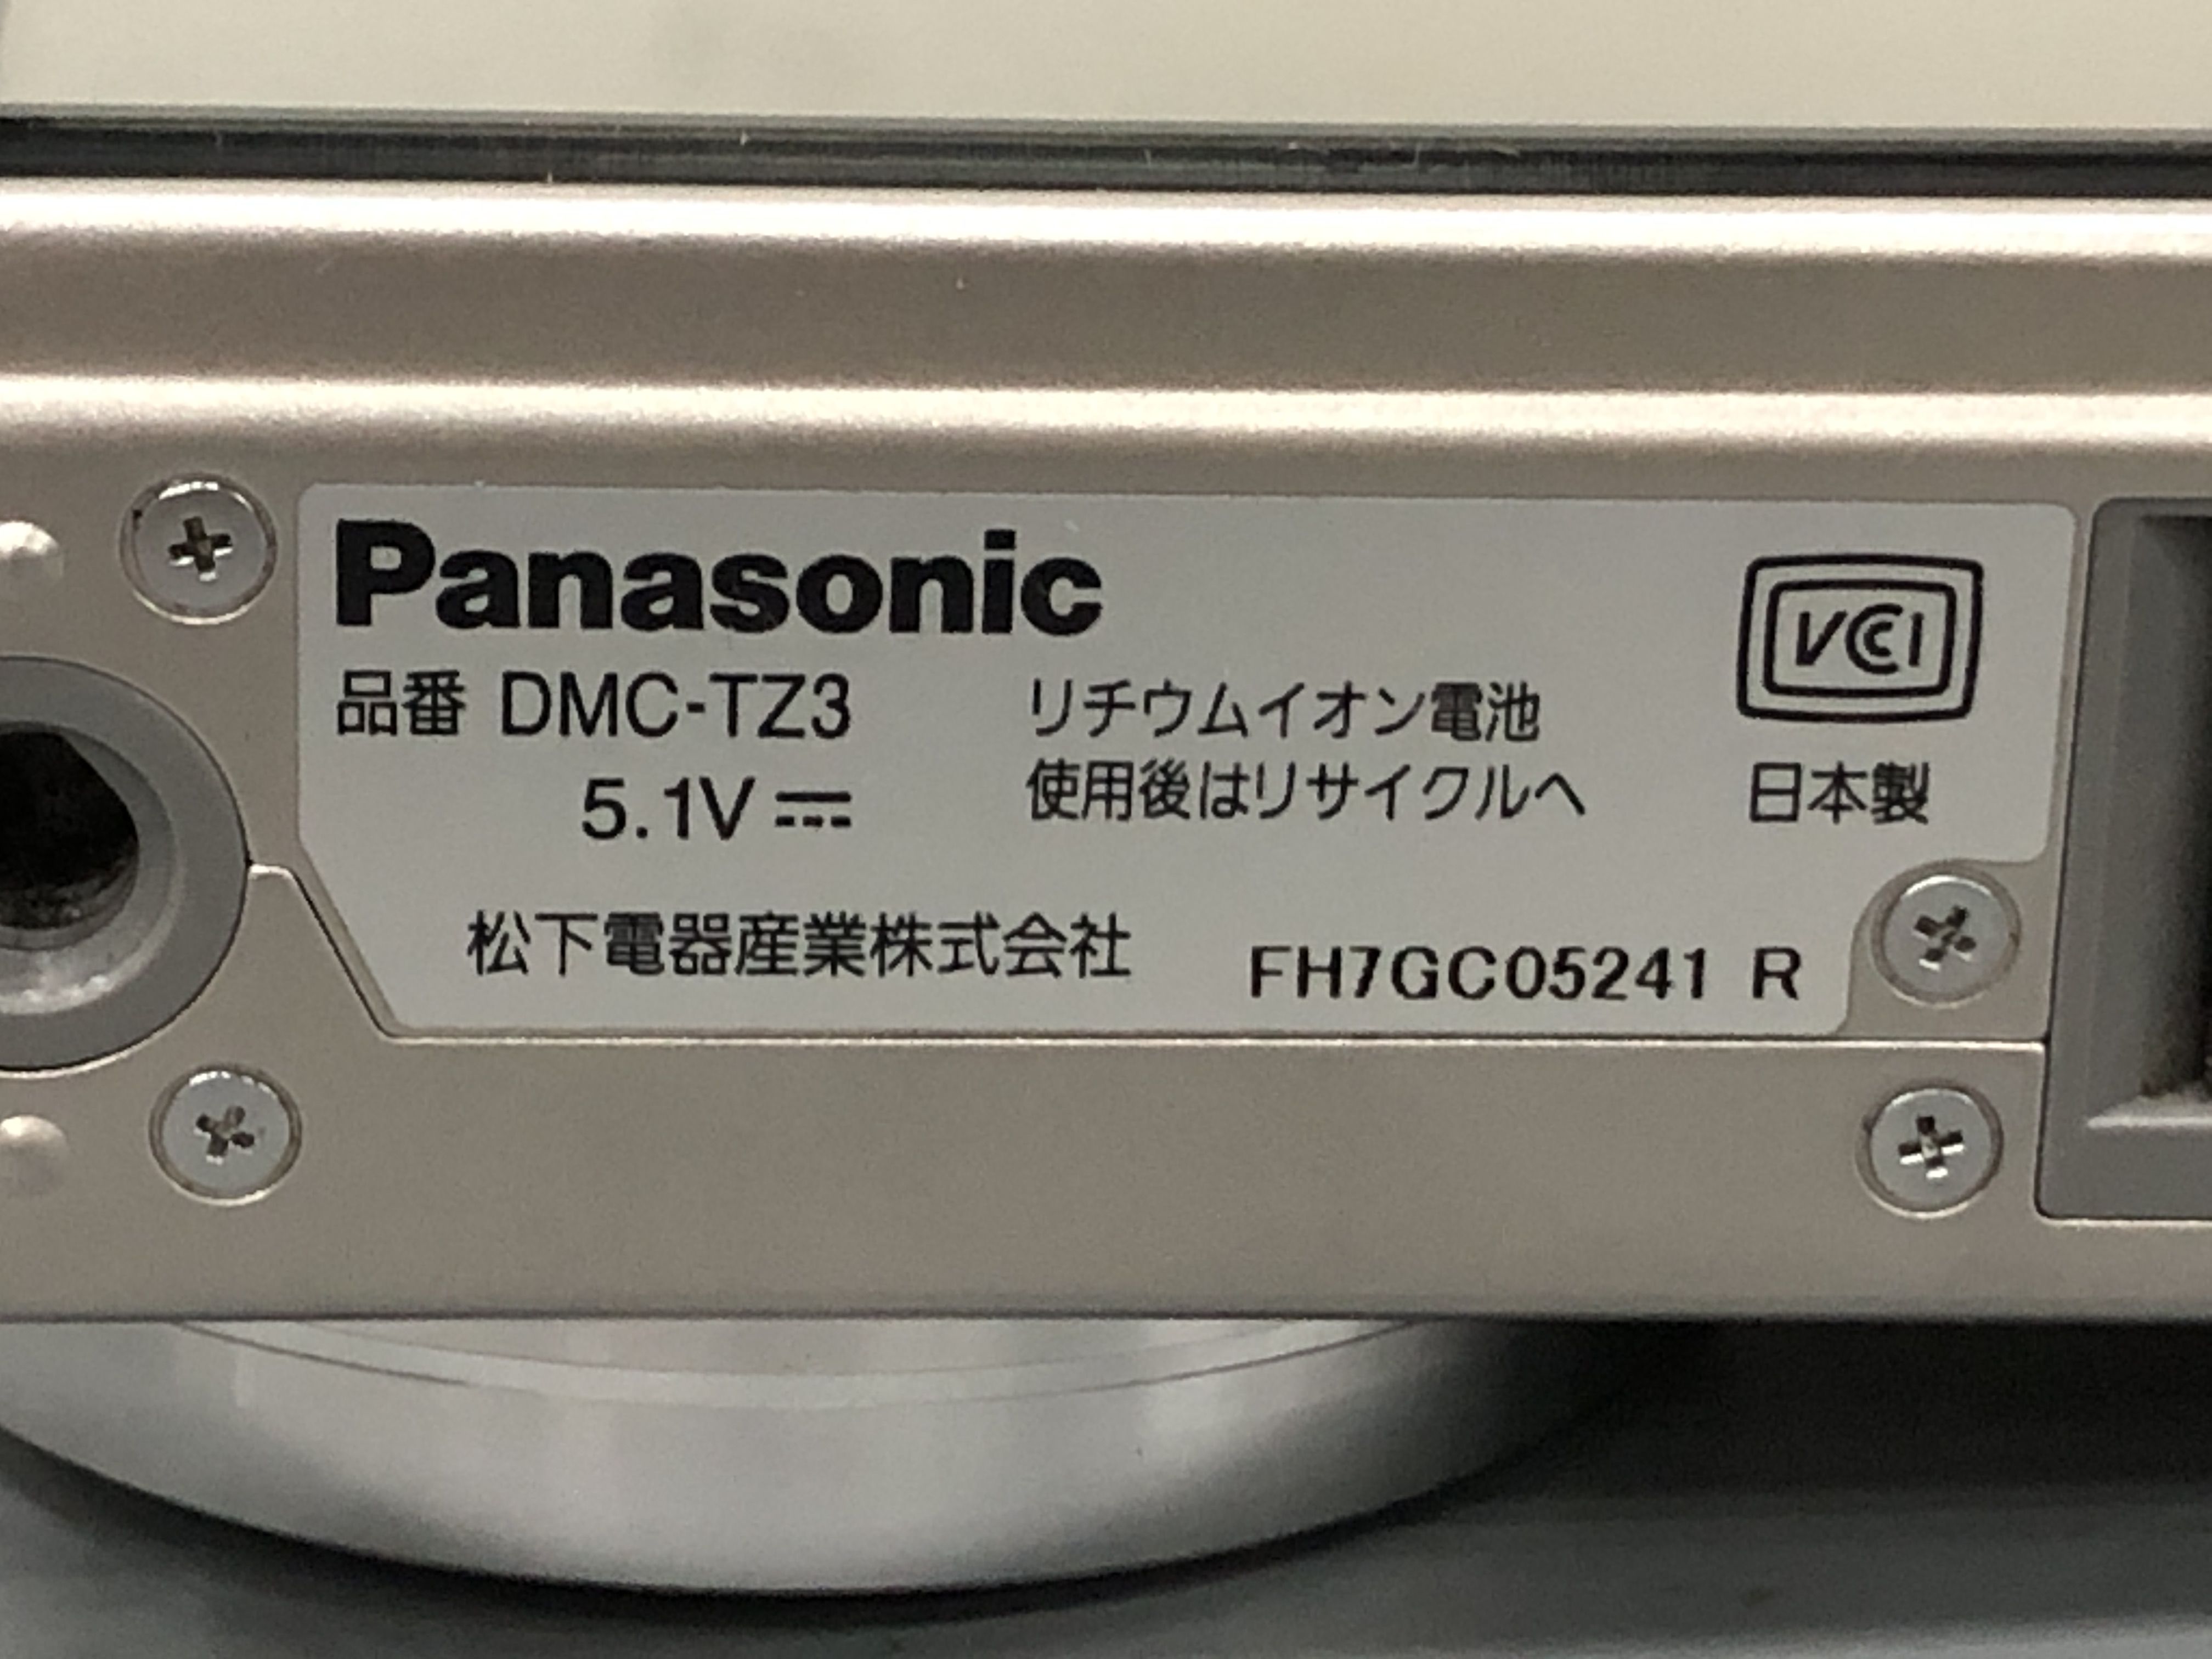 Panasonic
VCCI
品番 DMC-TZ3
5.1V
リチウムイオン電池
使用後はリサイクルへ
日本製
松下電器産業株式会社
FH7GC05241 R